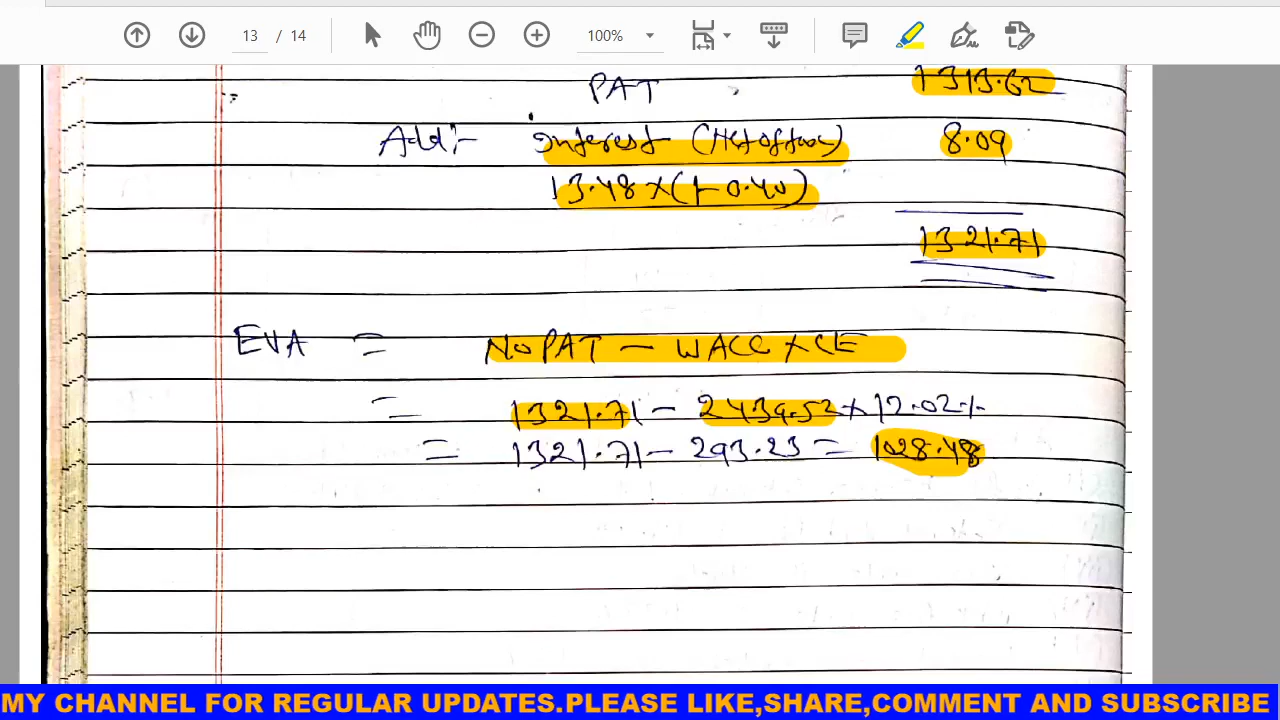 13 / 14 100%
PAT 1313.62
Add:- Interest (Net of tax) 8.09
13.48 × (1-0.40)
1321.71
EVA = NOPAT - WACC × CE
= 1321.71 - 2439.52 × 12.02%
= 1321.71 - 293.23 = 1028.48
MY CHANNEL FOR REGULAR UPDATES.PLEASE LIKE,SHARE,COMMENT AND SUBSCRIBE